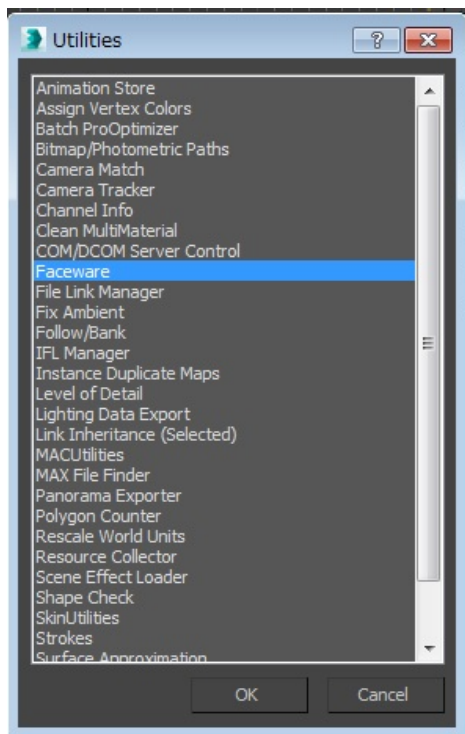 Utilities
Animation Store
Assign Vertex Colors
Batch ProOptimizer
Bitmap/Photometric Paths
Camera Match
Camera Tracker
Channel Info
Clean MultiMaterial
COM/DCOM Server Control
Faceware
File Link Manager
Fix Ambient
Follow/Bank
IFL Manager
Instance Duplicate Maps
Level of Detail
Lighting Data Export
Link Inheritance (Selected)
MACUtilities
MAX File Finder
Panorama Exporter
Polygon Counter
Rescale World Units
Resource Collector
Scene Effect Loader
Shape Check
SkinUtilities
Strokes
Surface Approximation
OK Cancel